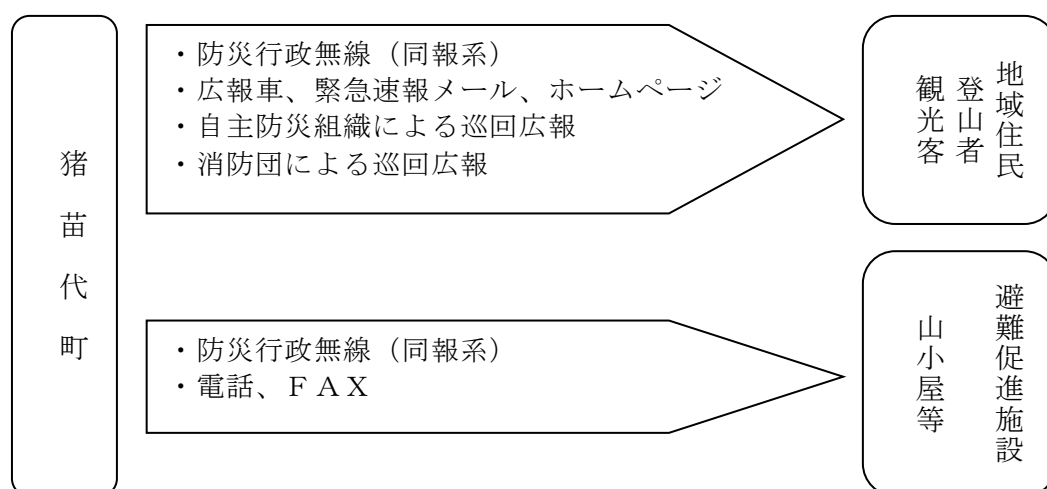 猪苗代町
・防災行政無線（同報系）
・広報車、緊急速報メール、ホームページ
・自主防災組織による巡回広報
・消防団による巡回広報
地域住民
登山者
観光客
・防災行政無線（同報系）
・電話、ＦＡＸ
避難促進施設
山小屋等